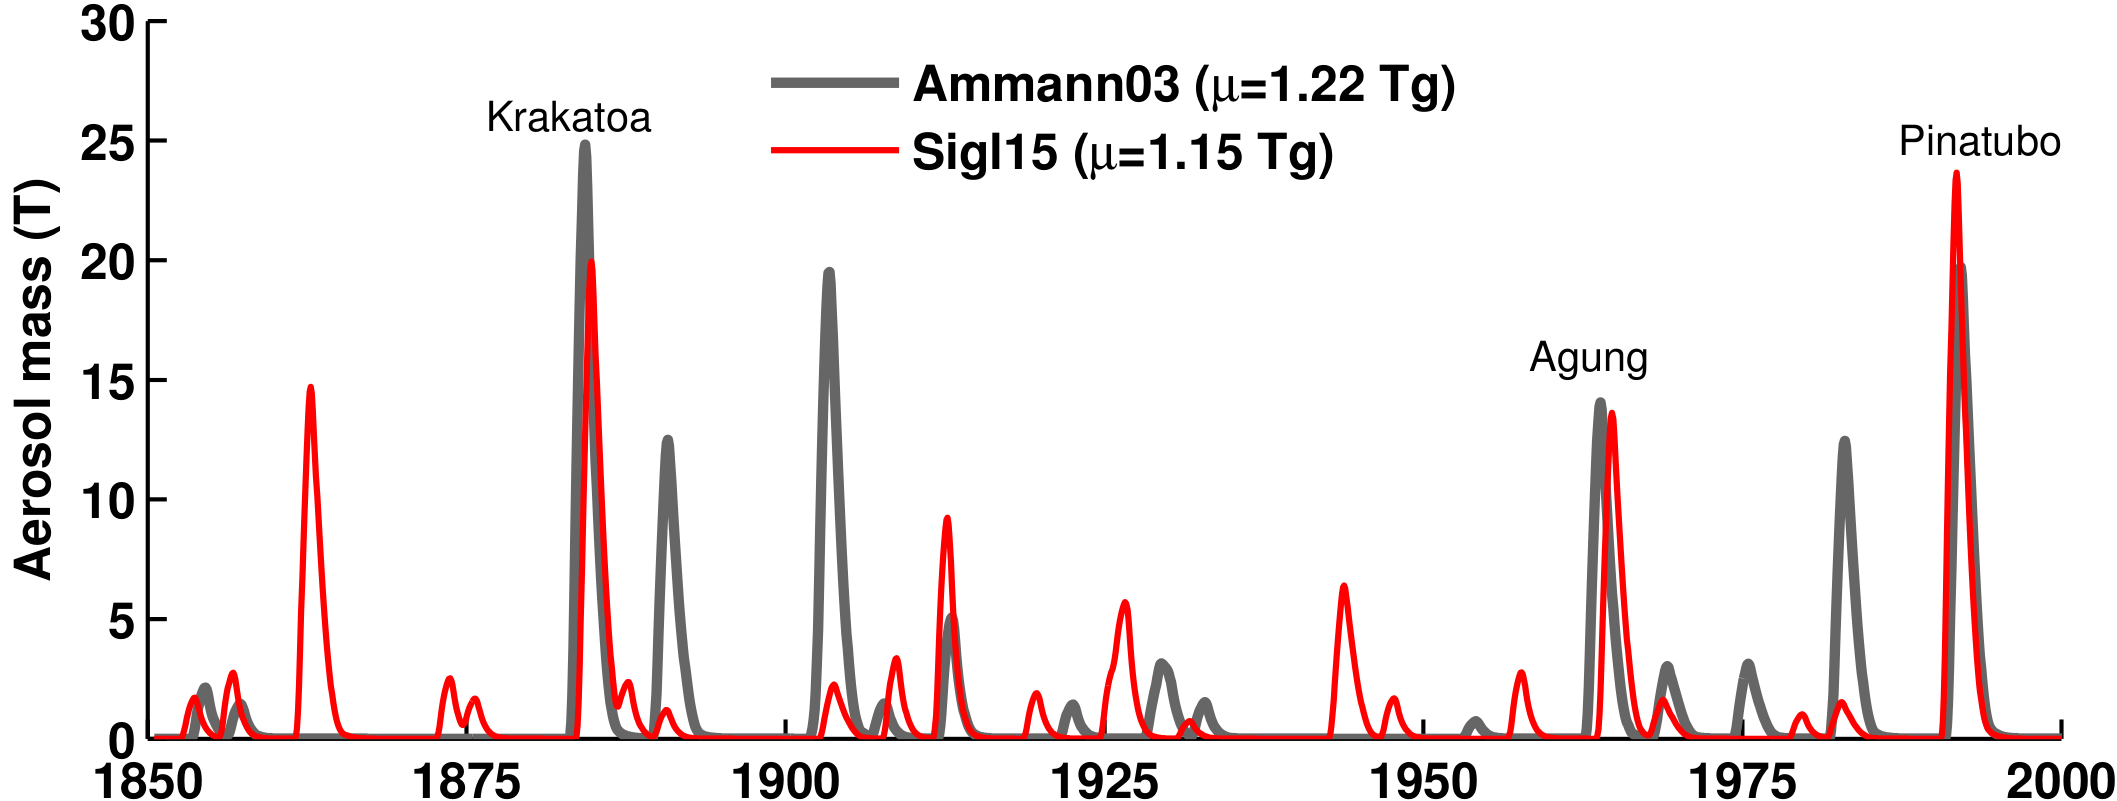 30
25
20
15
10
5
0
Aerosol mass (T)
Krakatoa
Ammann03 (μ=1.22 Tg)
Sigl15 (μ=1.15 Tg)
Pinatubo
Agung
1850 1875 1900 1925 1950 1975 2000